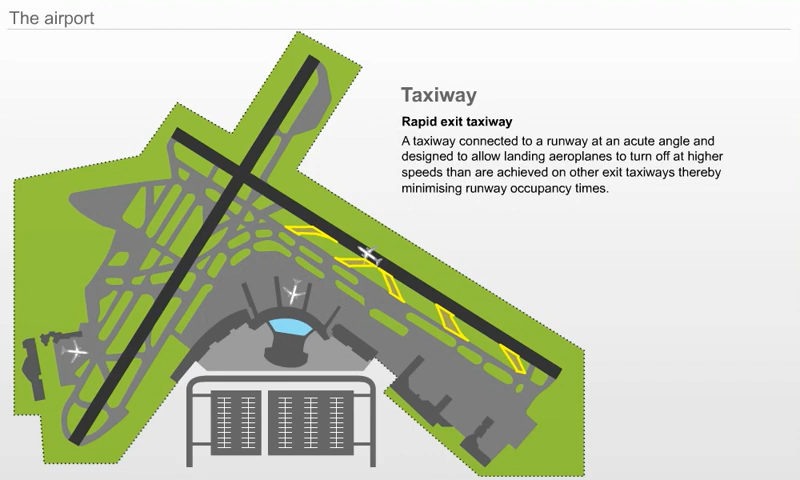 The airport
Taxiway
Rapid exit taxiway
A taxiway connected to a runway at an acute angle and
designed to allow landing aeroplanes to turn off at higher
speeds than are achieved on other exit taxiways thereby
minimising runway occupancy times.